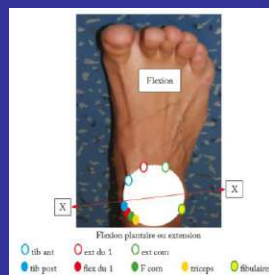 Flexion
X
X
Flexion plantaire ou extension
tib ant ext du 1 ext com
tib post flex du 1 F com triceps fibulaire